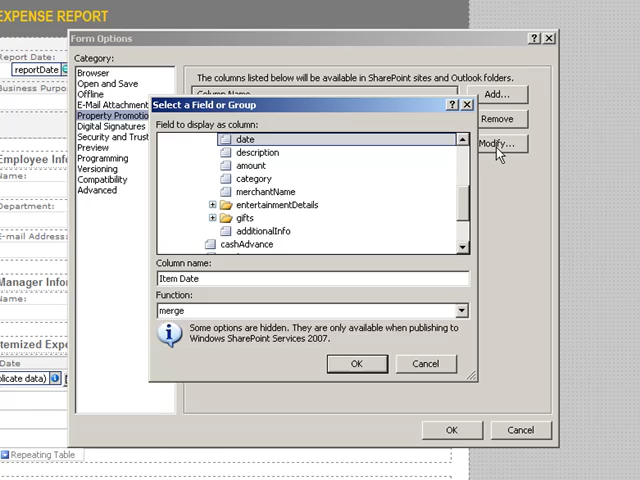 EXPENSE REPORT
Report Date:
reportDate
Business Purpo
Employee Info
Name:
Department:
E-mail Address:
Manager Infor
Name:
temized Expe
Date
plicate data)
Repeating Table
Form Options
Category:
Browser
Open and Save
Offline
E-Mail Attachment
Property Promotio
Digital Signatures
Security and Trust
Preview
Programming
Versioning
Compatibility
Advanced
The columns listed below will be available in SharePoint sites and Outlook folders.
Column Name
Add...
Remove
Modify...
OK
Cancel
Select a Field or Group
Field to display as column:
date
description
amount
category
merchantName
entertainmentDetails
gifts
additionalInfo
cashAdvance
Column name:
Item Date
Function:
merge
Some options are hidden. They are only available when publishing to
Windows SharePoint Services 2007.
OK
Cancel